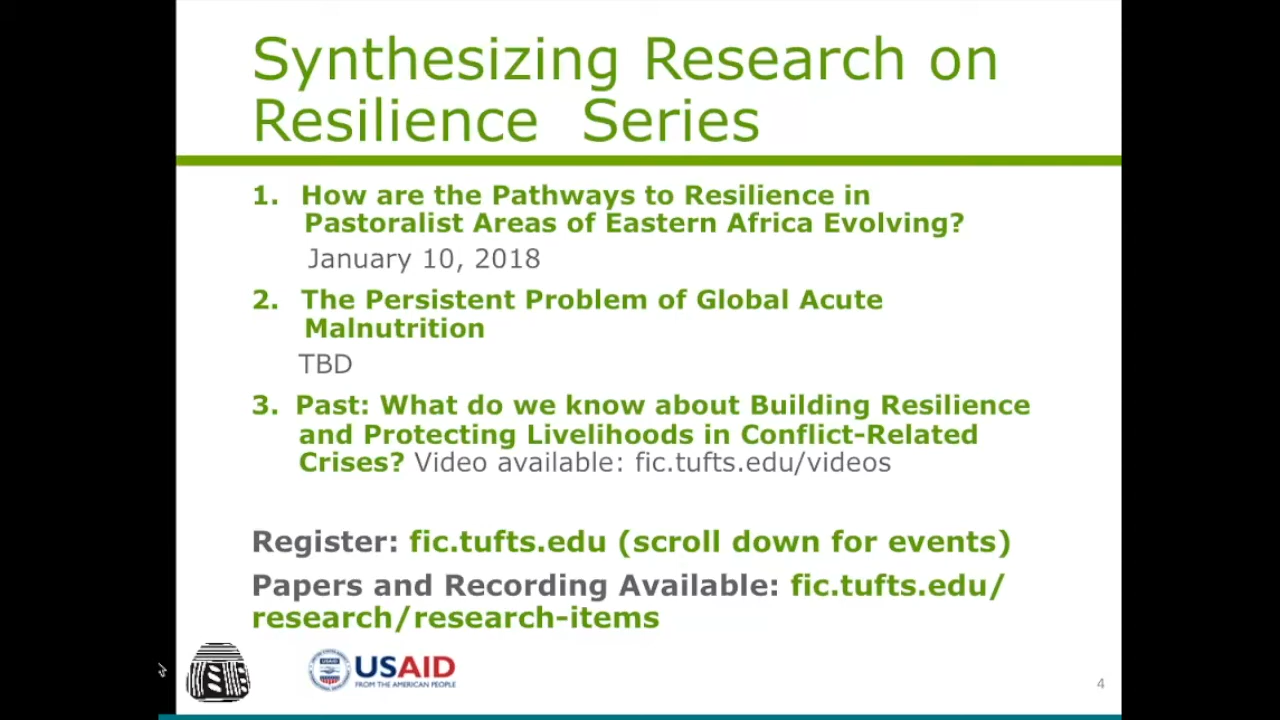 Synthesizing Research on
Resilience Series
1. How are the Pathways to Resilience in
Pastoralist Areas of Eastern Africa Evolving?
January 10, 2018
2. The Persistent Problem of Global Acute
Malnutrition
TBD
3. Past: What do we know about Building Resilience
and Protecting Livelihoods in Conflict-Related
Crises? Video available: fic.tufts.edu/videos
Register: fic.tufts.edu (scroll down for events)
Papers and Recording Available: fic.tufts.edu/
research/research-items
USAID
FROM THE AMERICAN PEOPLE
4